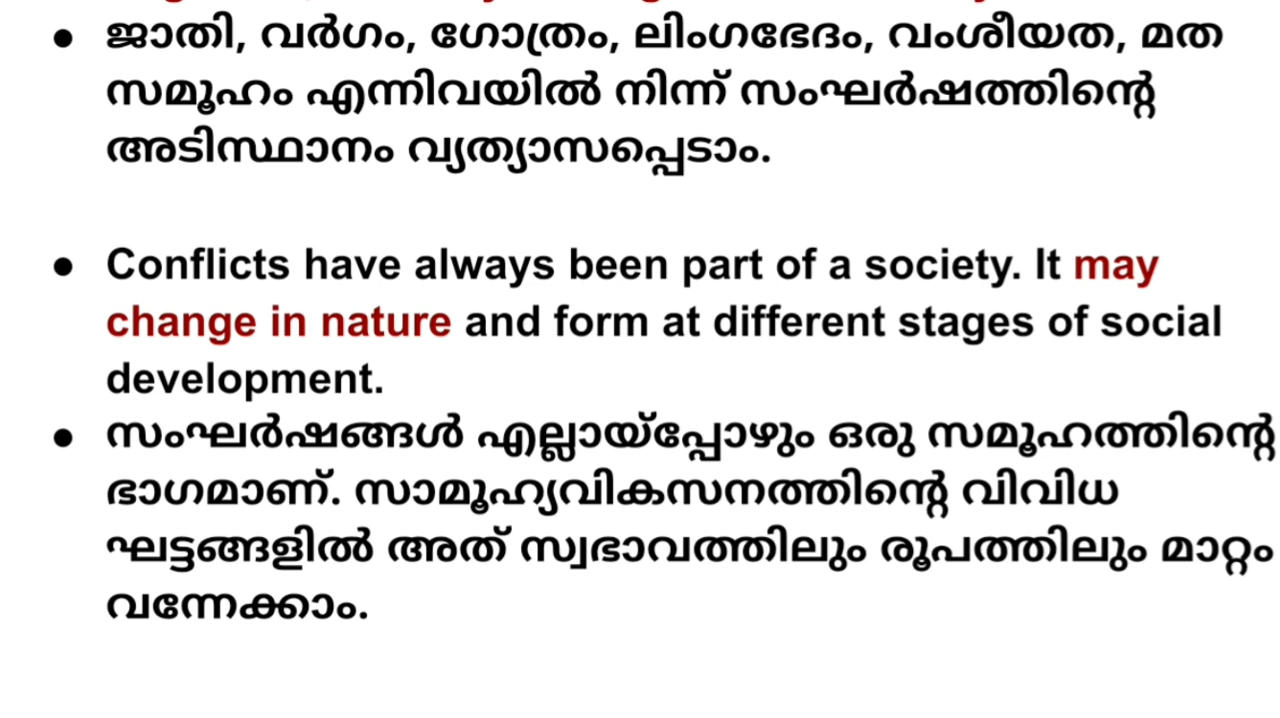 ● ജാതി, വർഗം, ഗോത്രം, ലിംഗഭേദം, വംശീയത, മത
സമൂഹം എന്നിവയിൽ നിന്ന് സംഘർഷത്തിന്റെ
അടിസ്ഥാനം വ്യത്യാസപ്പെടാം.
● Conflicts have always been part of a society. It may
change in nature and form at different stages of social
development.
● സംഘർഷങ്ങൾ എല്ലായ്പ്പോഴും ഒരു സമൂഹത്തിന്റെ
ഭാഗമാണ്. സാമൂഹ്യവികസനത്തിന്റെ വിവിധ
ഘട്ടങ്ങളിൽ അത് സ്വഭാവത്തിലും രൂപത്തിലും മാറ്റം
വന്നേക്കാം.